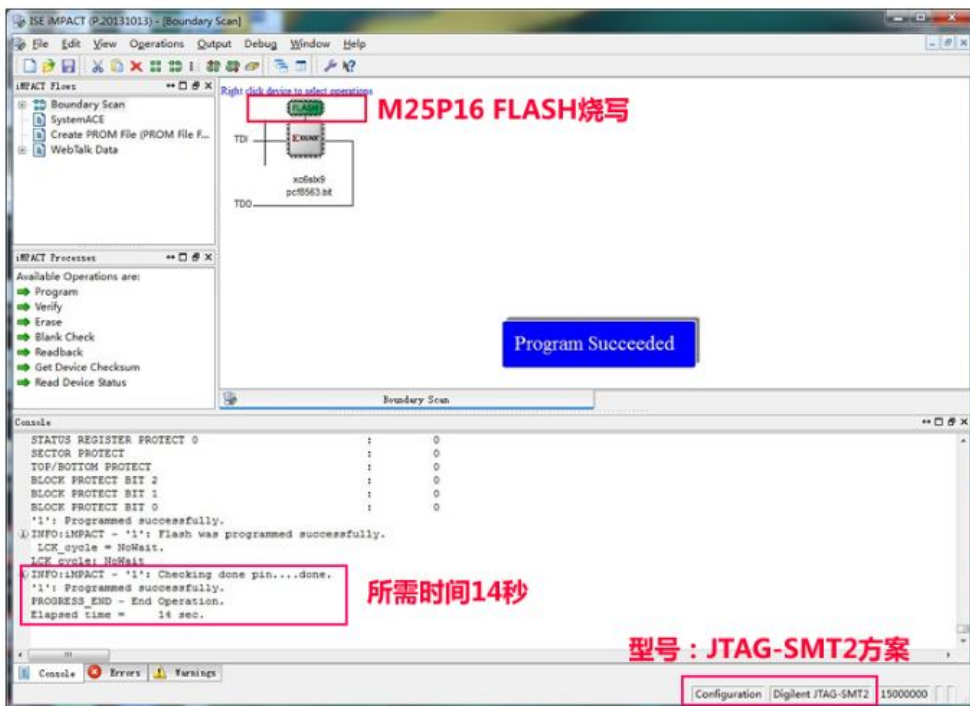 ISE iMPACT (P.20131013) - [Boundary Scan]
File Edit View Operations Output Debug Window Help
iMPACT Flows
Boundary Scan
SystemACE
Create PROM File (PROM File F...
WebTalk Data
Right click device to select operations
FLASH
M25P16 FLASH烧写
TDI
XILINX
xc6slx9
pcf8563.bit
TDO
iMPACT Processes
Available Operations are:
Program
Verify
Erase
Blank Check
Readback
Get Device Checksum
Read Device Status
Program Succeeded
Boundary Scan
Console
STATUS REGISTER PROTECT 0 : 0
SECTOR PROTECT : 0
TOP/BOTTOM PROTECT : 0
BLOCK PROTECT BIT 2 : 0
BLOCK PROTECT BIT 1 : 0
BLOCK PROTECT BIT 0 : 0
'1': Programmed successfully.
INFO:iMPACT - '1': Flash was programmed successfully.
LCK_cycle = NoWait.
LCK cycle: NoWait
INFO:iMPACT - '1': Checking done pin....done.
'1': Programmed successfully.
PROGRESS_END - End Operation.
Elapsed time = 14 sec.
所需时间14秒
型号：JTAG-SMT2方案
Console Errors Warnings
Configuration Digilent JTAG-SMT2 15000000